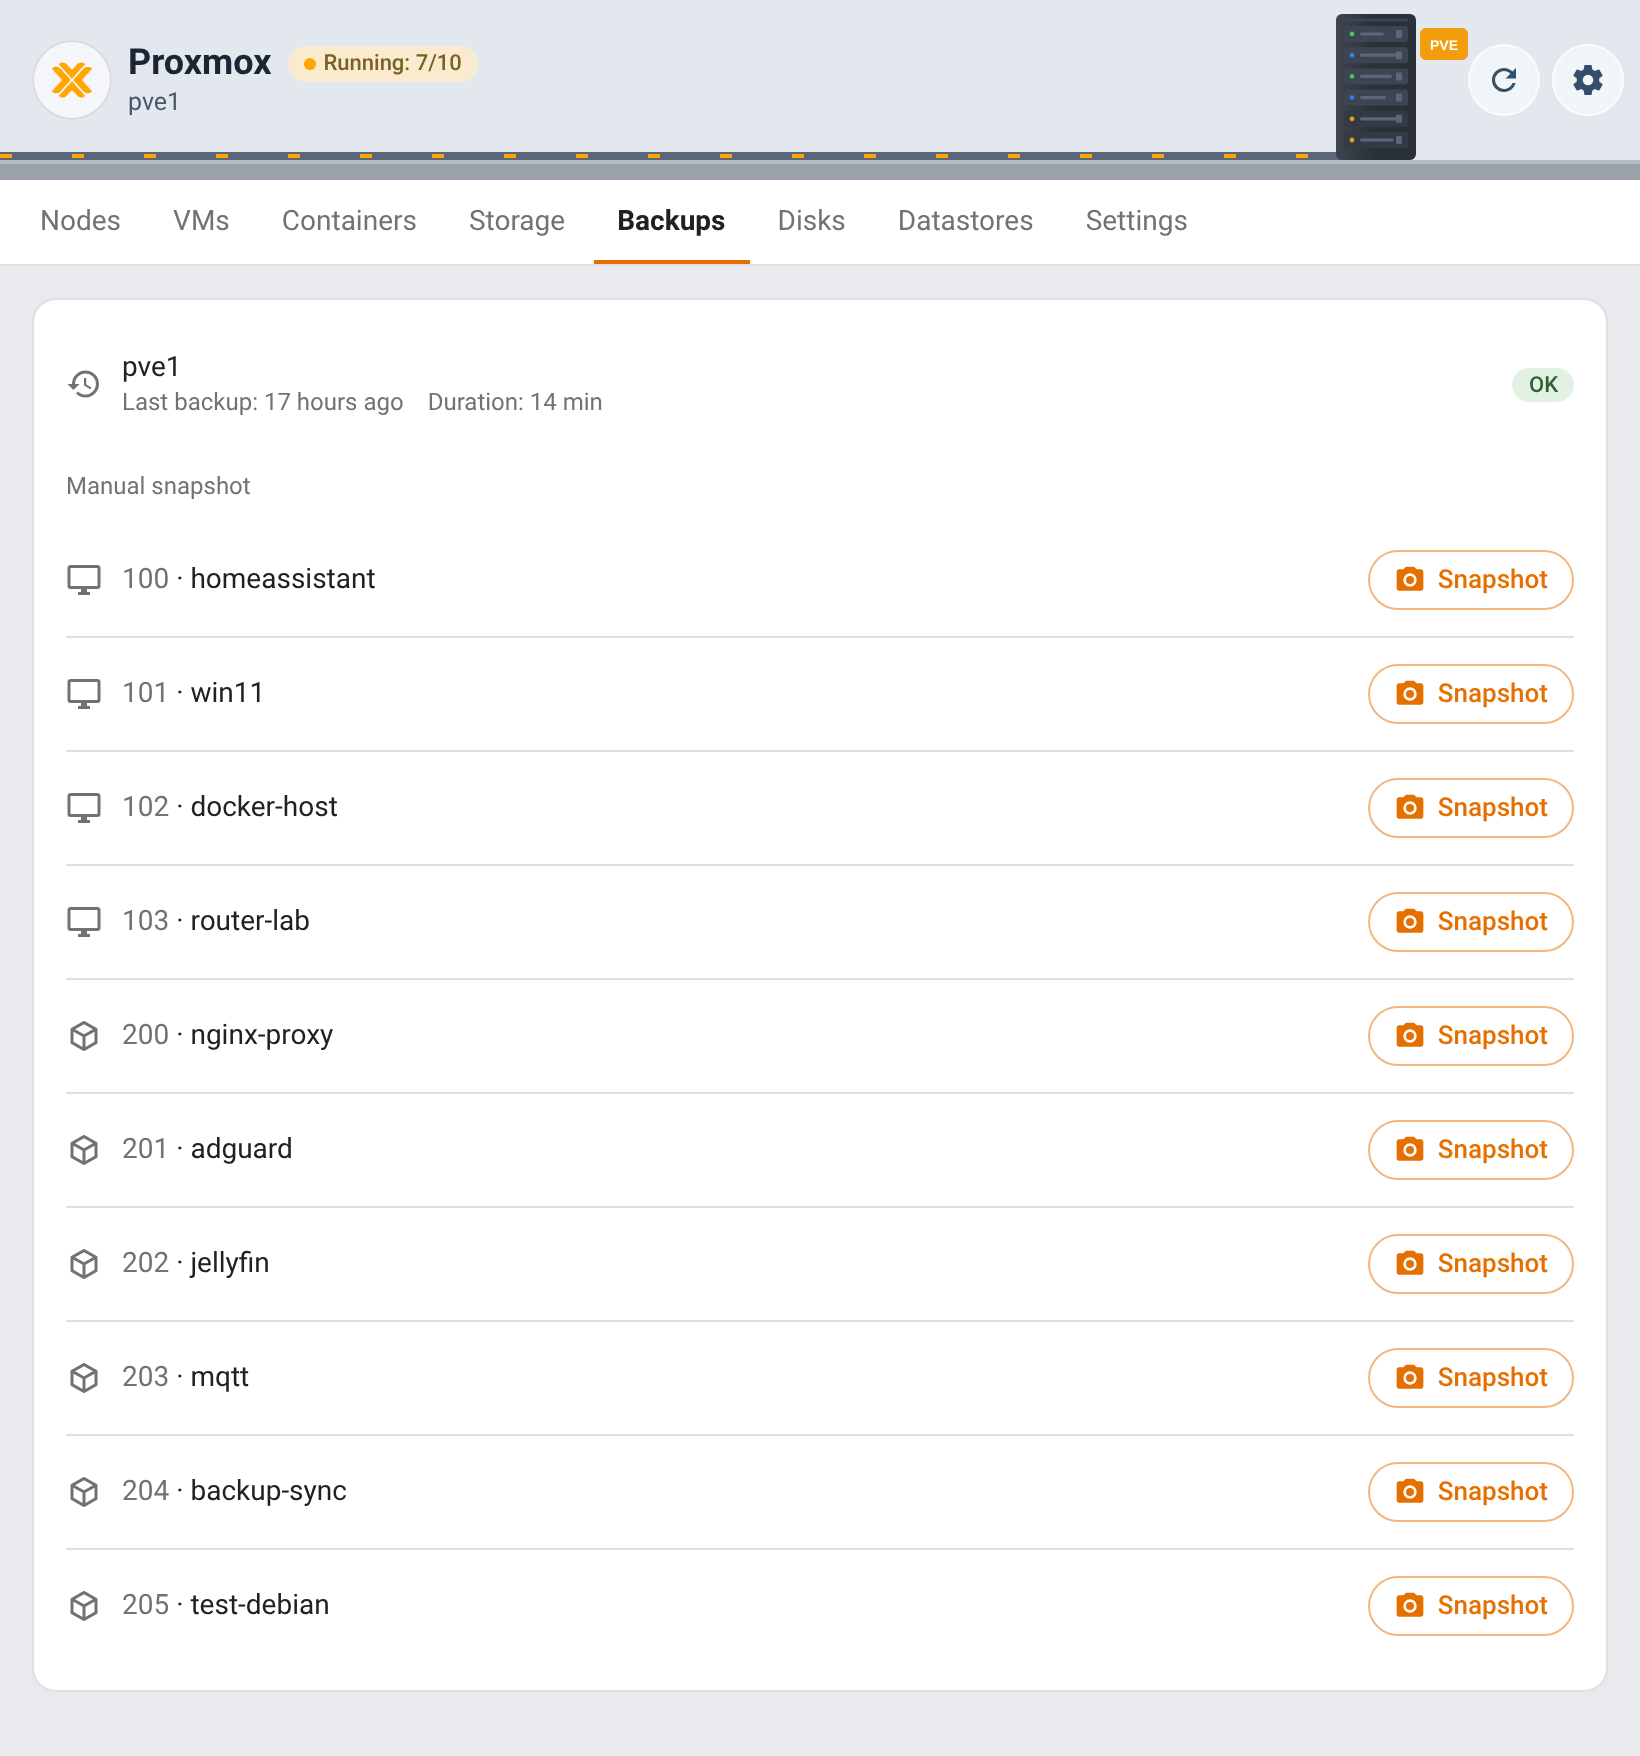 Proxmox
Running: 7/10
pve1
PVE
Nodes
VMs
Containers
Storage
Backups
Disks
Datastores
Settings
pve1
Last backup: 17 hours ago
Duration: 14 min
OK
Manual snapshot
100 · homeassistant
Snapshot
101 · win11
Snapshot
102 · docker-host
Snapshot
103 · router-lab
Snapshot
200 · nginx-proxy
Snapshot
201 · adguard
Snapshot
202 · jellyfin
Snapshot
203 · mqtt
Snapshot
204 · backup-sync
Snapshot
205 · test-debian
Snapshot